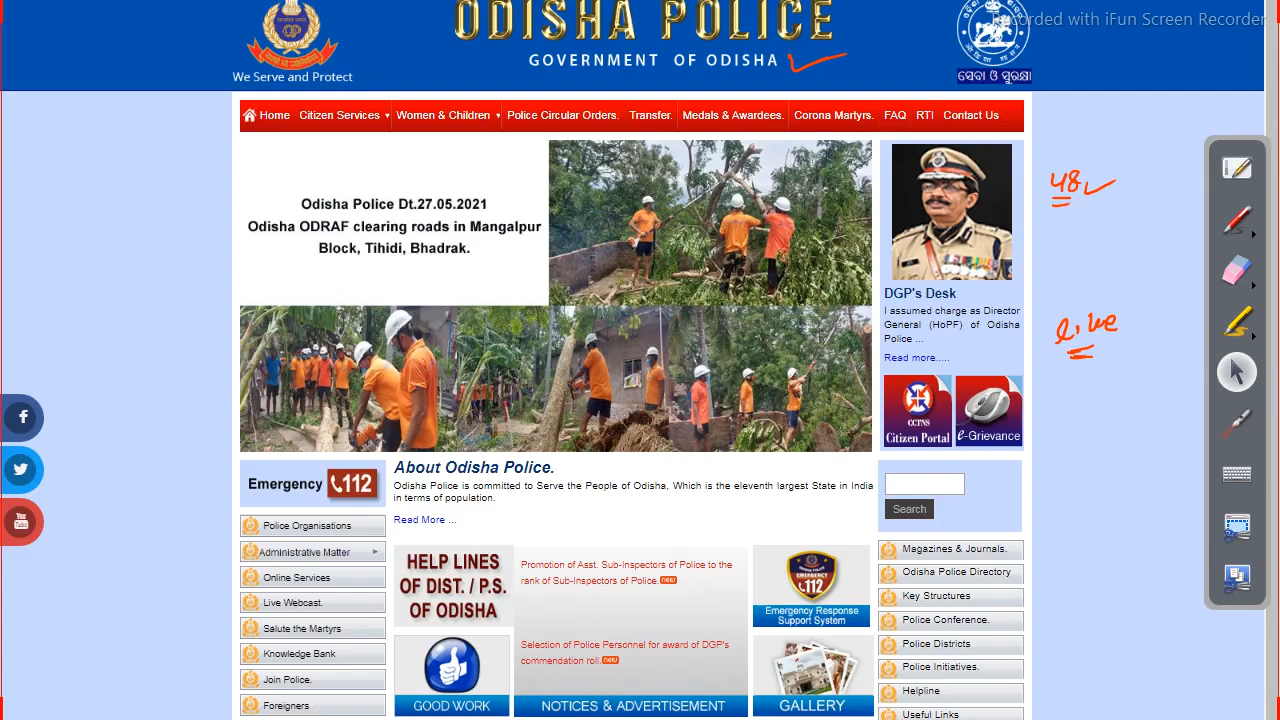 ODISHA POLICE
Recorded with iFun Screen Recorder
GOVERNMENT OF ODISHA
We Serve and Protect
ସେବା ଓ ସୁରକ୍ଷା
Home Citizen Services Women & Children Police Circular Orders. Transfer. Medals & Awardees. Corona Martyrs. FAQ RTI Contact Us
Odisha Police Dt.27.05.2021
Odisha ODRAF clearing roads in Mangalpur
Block, Tihidi, Bhadrak.
48
DGP's Desk
I assumed charge as Director
General (HoPF) of Odisha
Police ...
Read more.....
like
CCTNS
Citizen Portal
e-Grievance
Emergency 112
About Odisha Police.
Odisha Police is committed to Serve the People of Odisha, Which is the eleventh largest State in India
in terms of population.
Read More ...
Search
Police Organisations
Administrative Matter
Online Services
Live Webcast.
Salute the Martyrs
Knowledge Bank
Join Police.
Foreigners
HELP LINES
OF DIST. / P.S.
OF ODISHA
GOOD WORK
Promotion of Asst. Sub-Inspectors of Police to the
rank of Sub-Inspectors of Police. new
Selection of Police Personnel for award of DGP's
commendation roll. new
NOTICES & ADVERTISEMENT
EMERGENCY
112
Emergency Response
Support System
GALLERY
Magazines & Journals.
Odisha Police Directory
Key Structures
Police Conference.
Police Districts
Police Initiatives.
Helpline
Useful Links
You
Tube